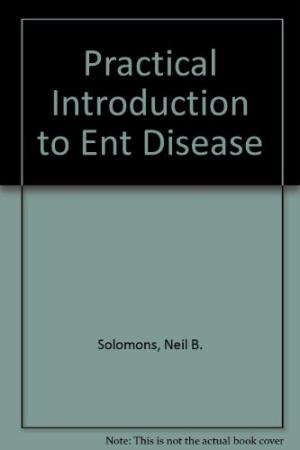 Practical
Introduction
to Ent Disease
Solomons, Neil B.
Note: This is not the actual book cover